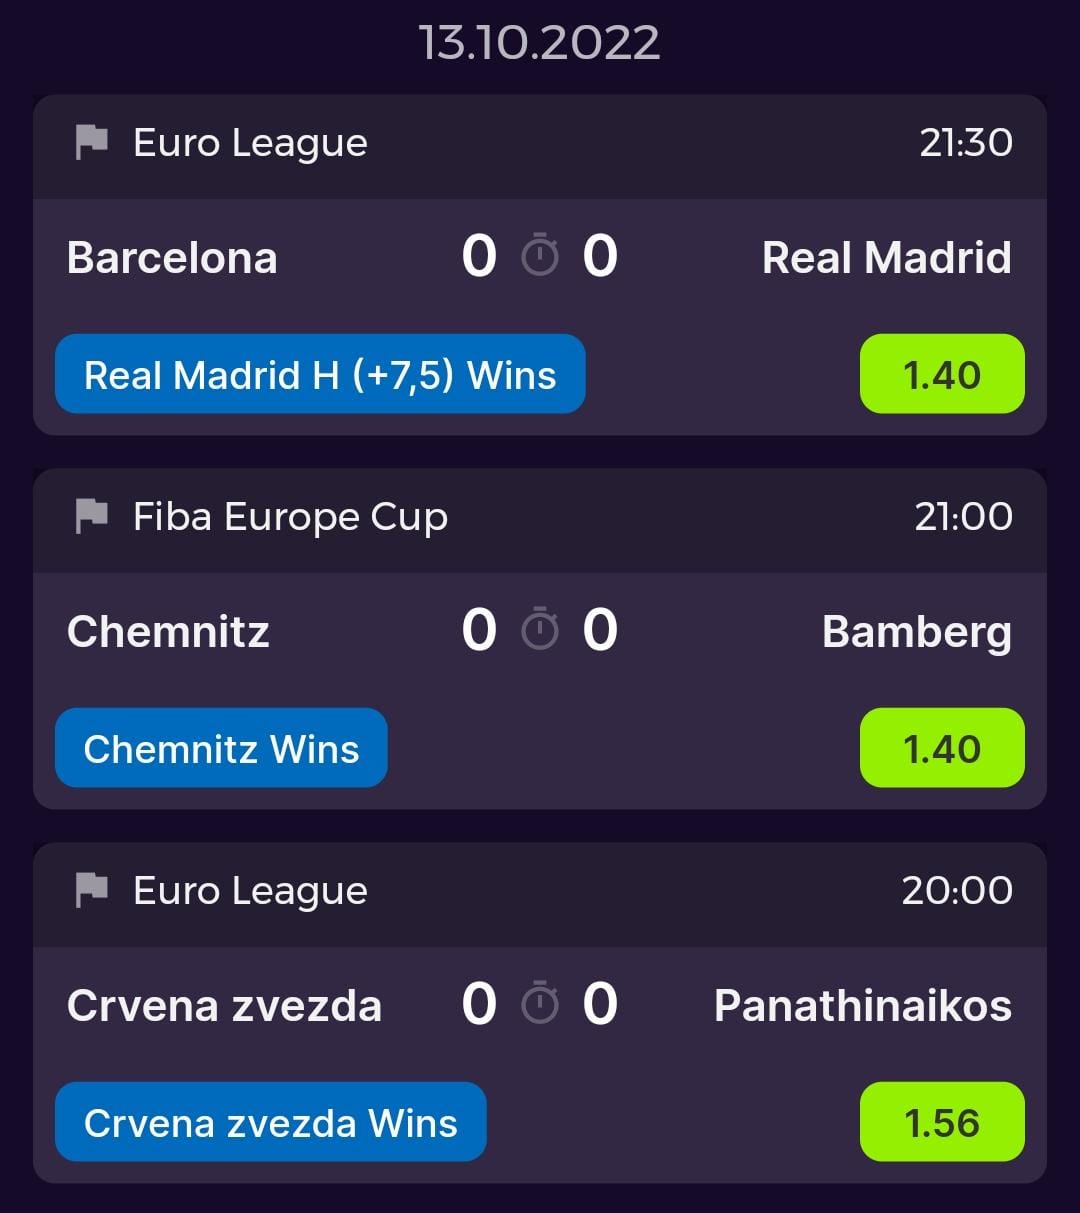 13.10.2022
Euro League 21:30
Barcelona 0 0 Real Madrid
Real Madrid H (+7,5) Wins 1.40
Fiba Europe Cup 21:00
Chemnitz 0 0 Bamberg
Chemnitz Wins 1.40
Euro League 20:00
Crvena zvezda 0 0 Panathinaikos
Crvena zvezda Wins 1.56